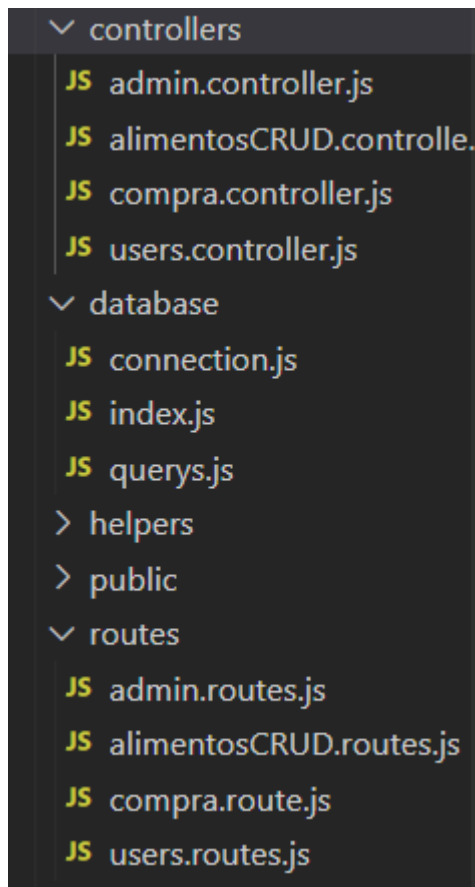 controllers
JS admin.controller.js
JS alimentosCRUD.controlle.
JS compra.controller.js
JS users.controller.js
database
JS connection.js
JS index.js
JS querys.js
helpers
public
routes
JS admin.routes.js
JS alimentosCRUD.routes.js
JS compra.route.js
JS users.routes.js